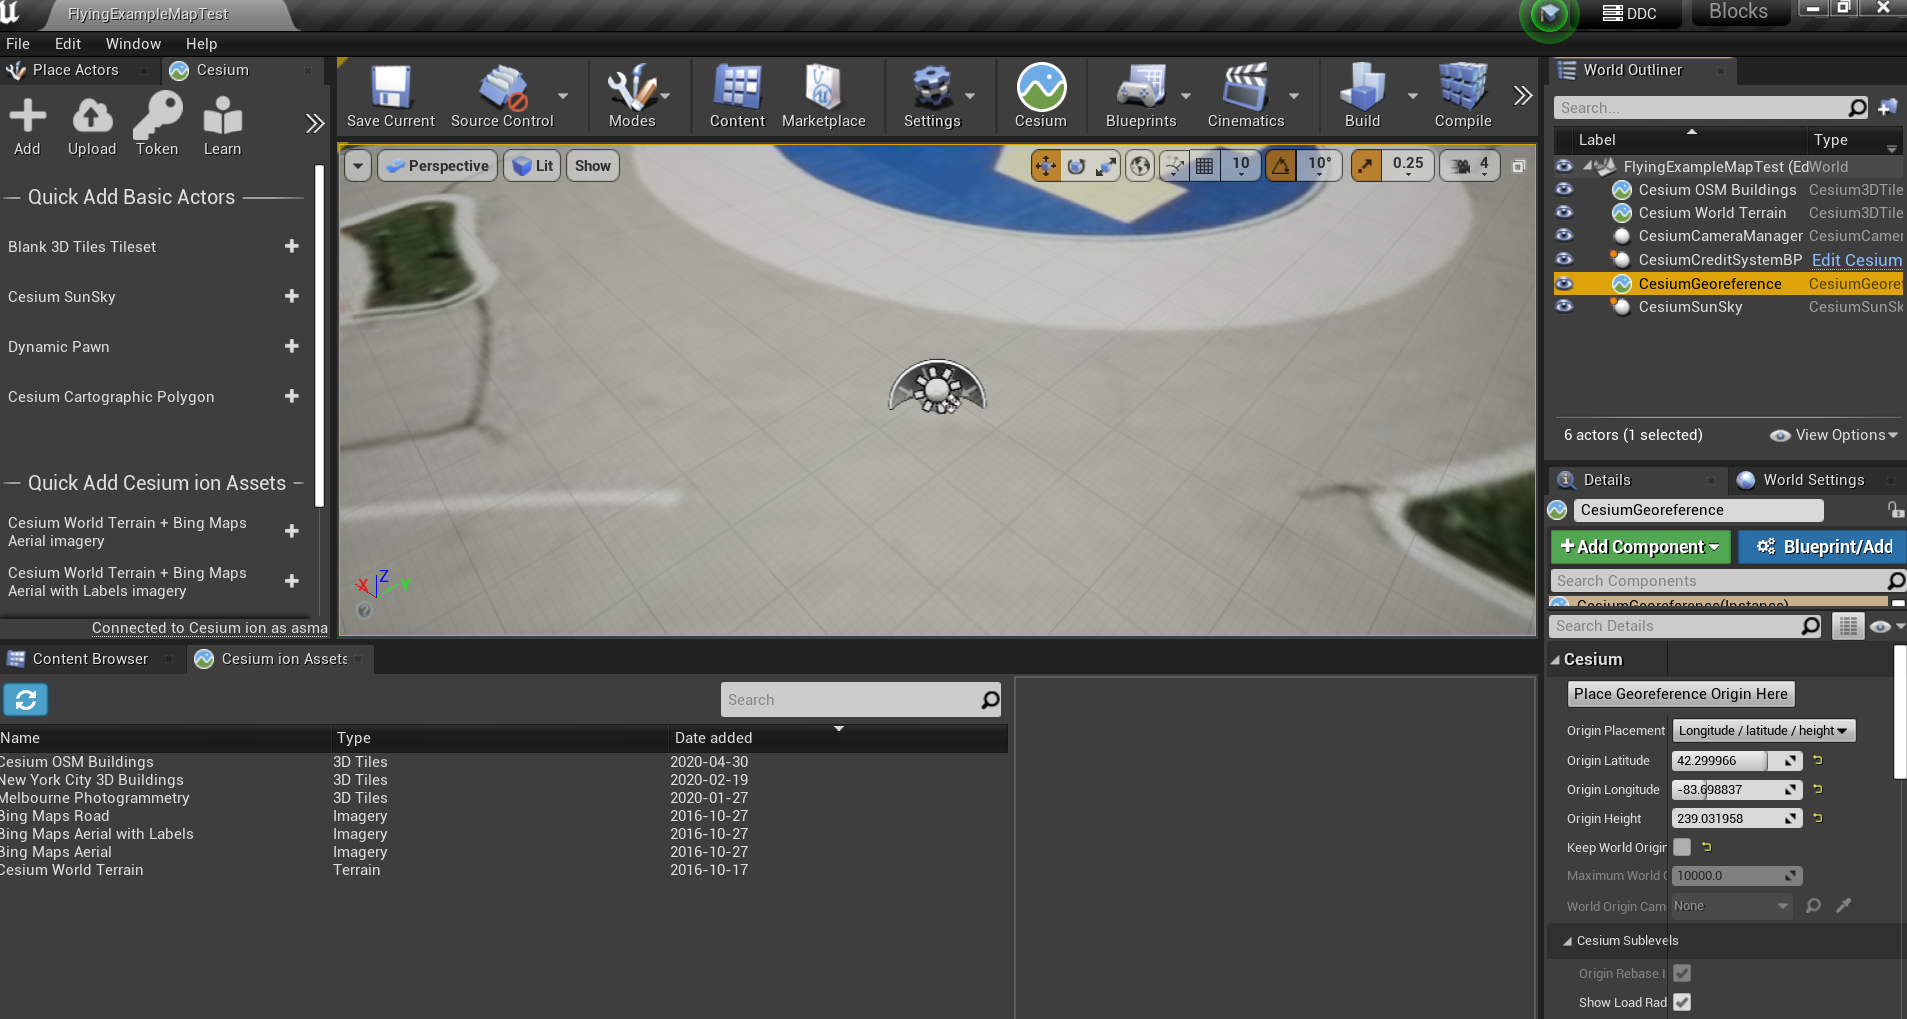 FlyingExampleMapTest
DDC
Blocks
File Edit Window Help
Place Actors
Cesium
Add
Upload
Token
Learn
Quick Add Basic Actors
Blank 3D Tiles Tileset
Cesium SunSky
Dynamic Pawn
Cesium Cartographic Polygon
Quick Add Cesium ion Assets
Cesium World Terrain + Bing Maps
Aerial imagery
Cesium World Terrain + Bing Maps
Aerial with Labels imagery
Connected to Cesium ion as asma
Save Current
Source Control
Modes
Content
Marketplace
Settings
Cesium
Blueprints
Cinematics
Build
Compile
Perspective
Lit
Show
10
10°
0.25
4
X
Z
Y
World Outliner
Search...
Label Type
FlyingExampleMapTest (Ed World
Cesium OSM Buildings Cesium3DTile
Cesium World Terrain Cesium3DTile
CesiumCameraManager CesiumCamer
CesiumCreditSystemBP Edit Cesium
CesiumGeoreference CesiumGeoref
CesiumSunSky CesiumSunSk
6 actors (1 selected)
View Options
Details
World Settings
CesiumGeoreference
+Add Component
Blueprint/Add
Search Components
CesiumGeoreference(Instance)
Search Details
Cesium
Place Georeference Origin Here
Origin Placement Longitude / latitude / height
Origin Latitude 42.299966
Origin Longitude -83.698837
Origin Height 239.031958
Keep World Origin
Maximum World O 10000.0
World Origin Cam None
Cesium Sublevels
Origin Rebase I
Show Load Rad
Content Browser
Cesium ion Assets
Search
Name Type Date added
Cesium OSM Buildings 3D Tiles 2020-04-30
New York City 3D Buildings 3D Tiles 2020-02-19
Melbourne Photogrammetry 3D Tiles 2020-01-27
Bing Maps Road Imagery 2016-10-27
Bing Maps Aerial with Labels Imagery 2016-10-27
Bing Maps Aerial Imagery 2016-10-27
Cesium World Terrain Terrain 2016-10-17